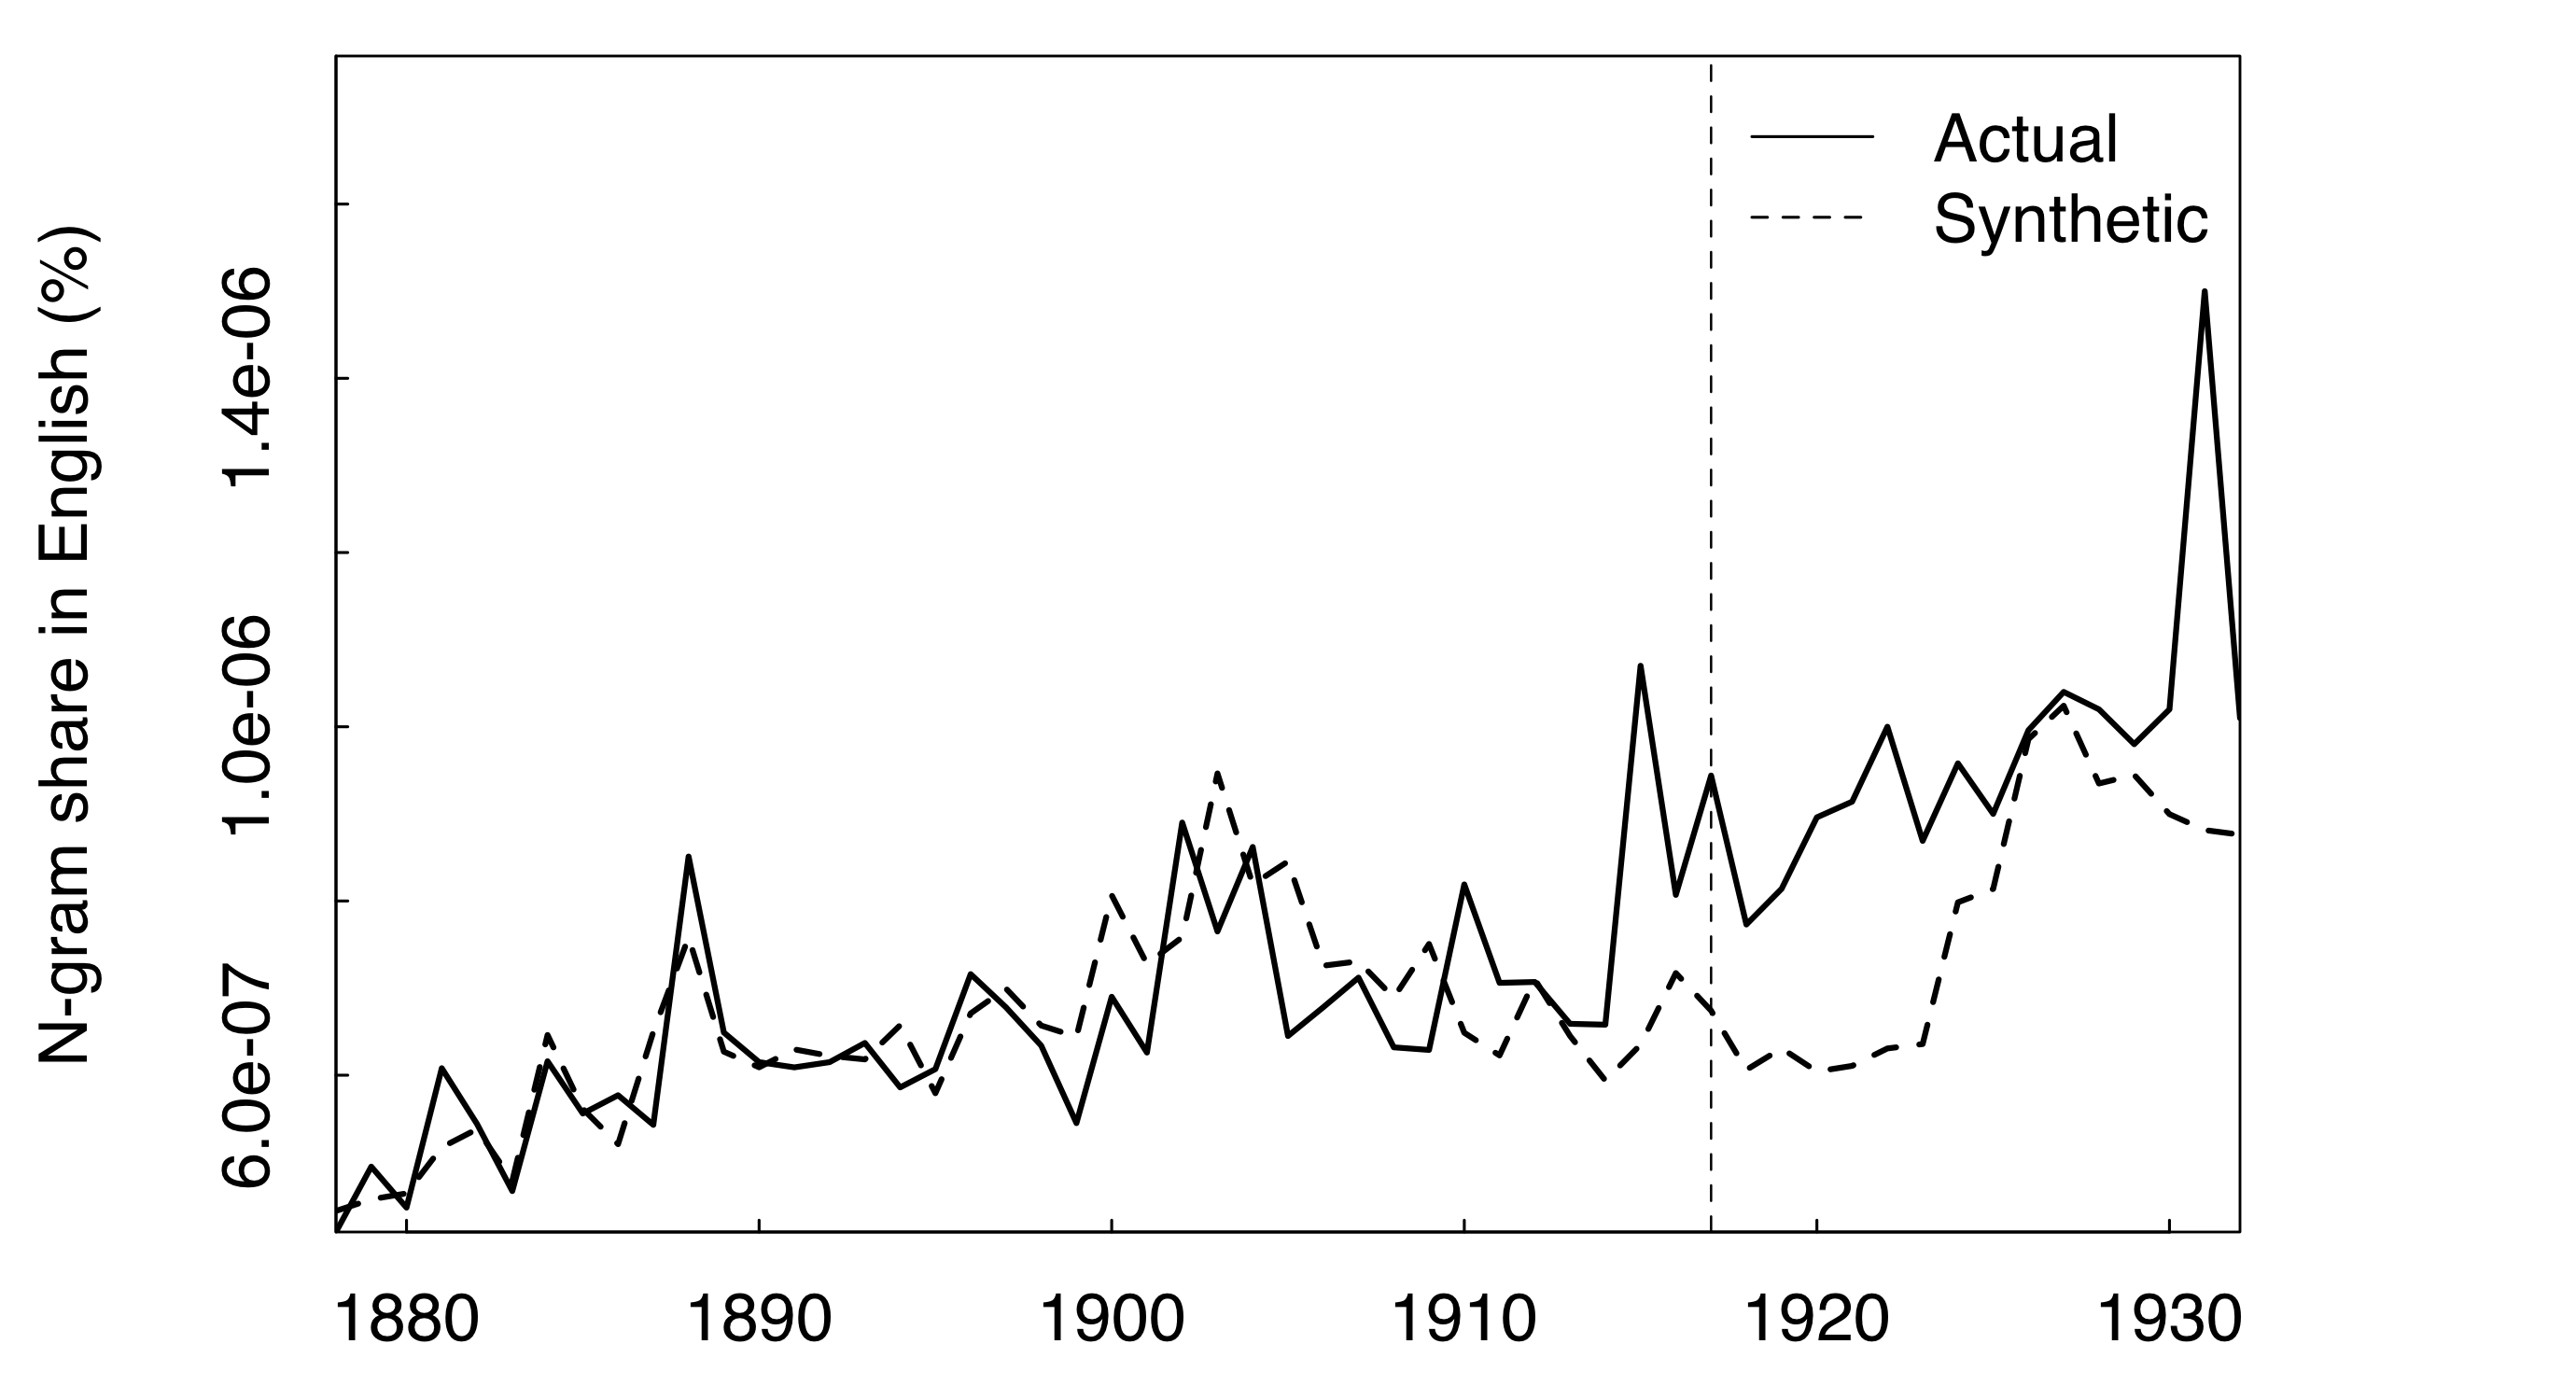 N-gram share in English (%)
1.4e-06
1.0e-06
6.0e-07
Actual
Synthetic
1880 1890 1900 1910 1920 1930